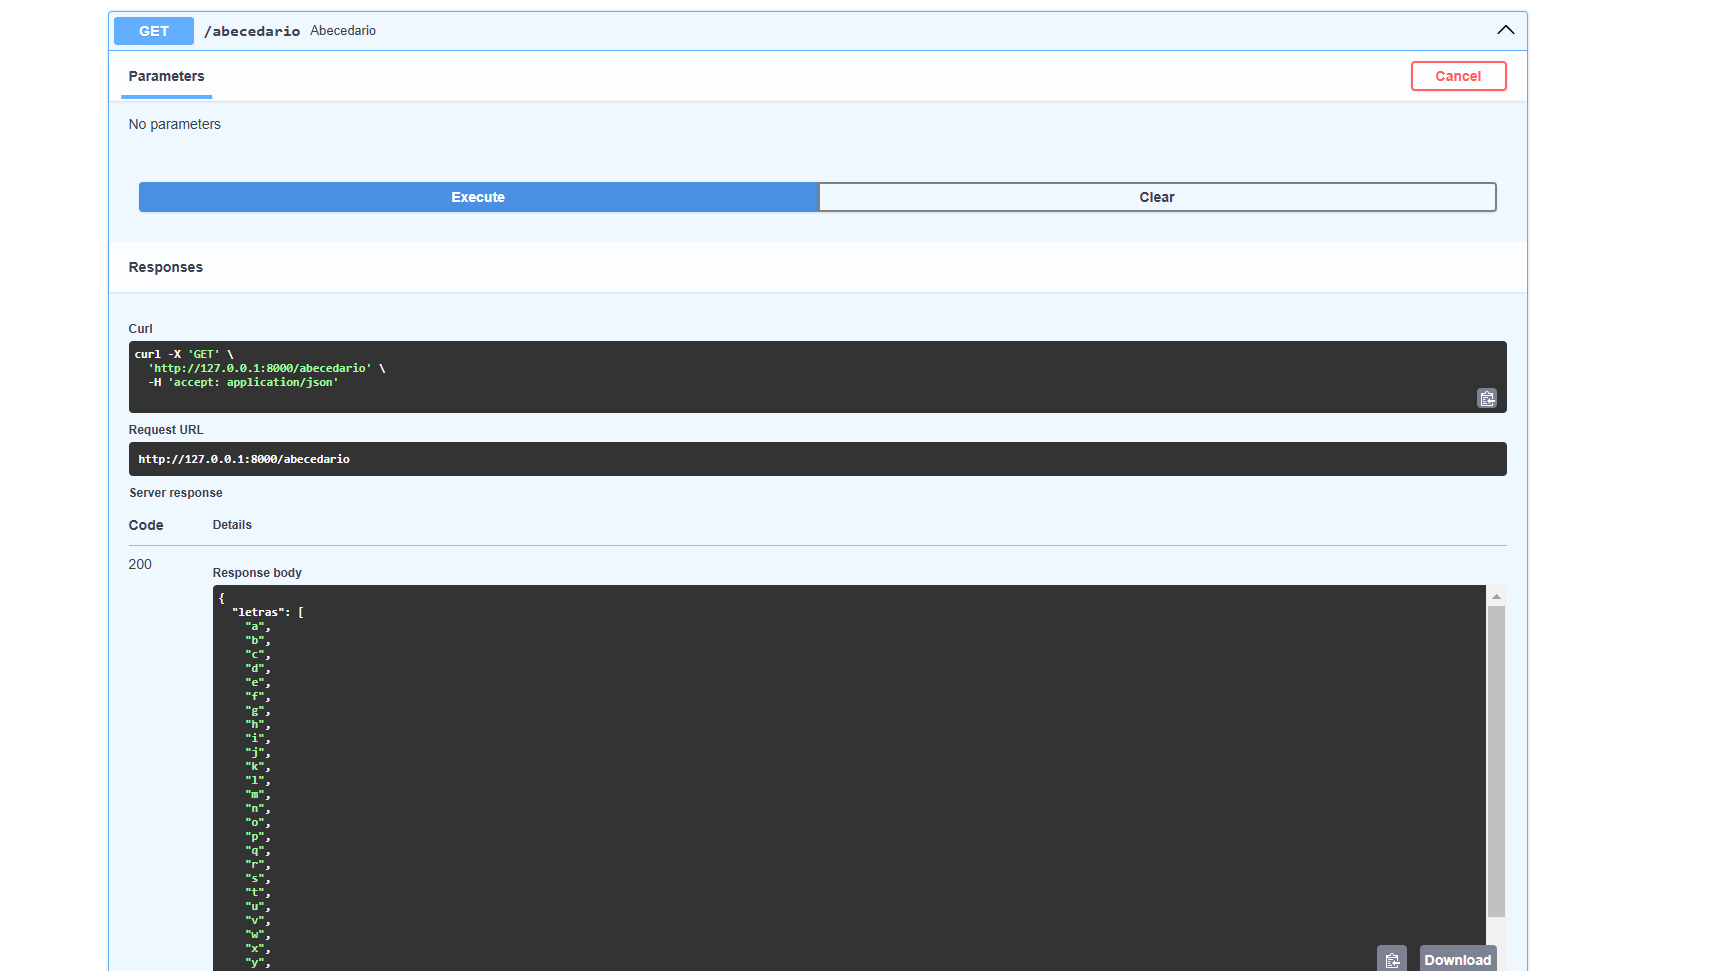 GET /abecedario Abecedario
Parameters
Cancel
No parameters
Execute
Clear
Responses
Curl
curl -X 'GET' \
'http://127.0.0.1:8000/abecedario' \
-H 'accept: application/json'
Request URL
http://127.0.0.1:8000/abecedario
Server response
Code Details
200
Response body
{
"letras": [
"a",
"b",
"c",
"d",
"e",
"f",
"g",
"h",
"i",
"j",
"k",
"l",
"m",
"n",
"o",
"p",
"q",
"r",
"s",
"t",
"u",
"v",
"w",
"x",
"y",
Download